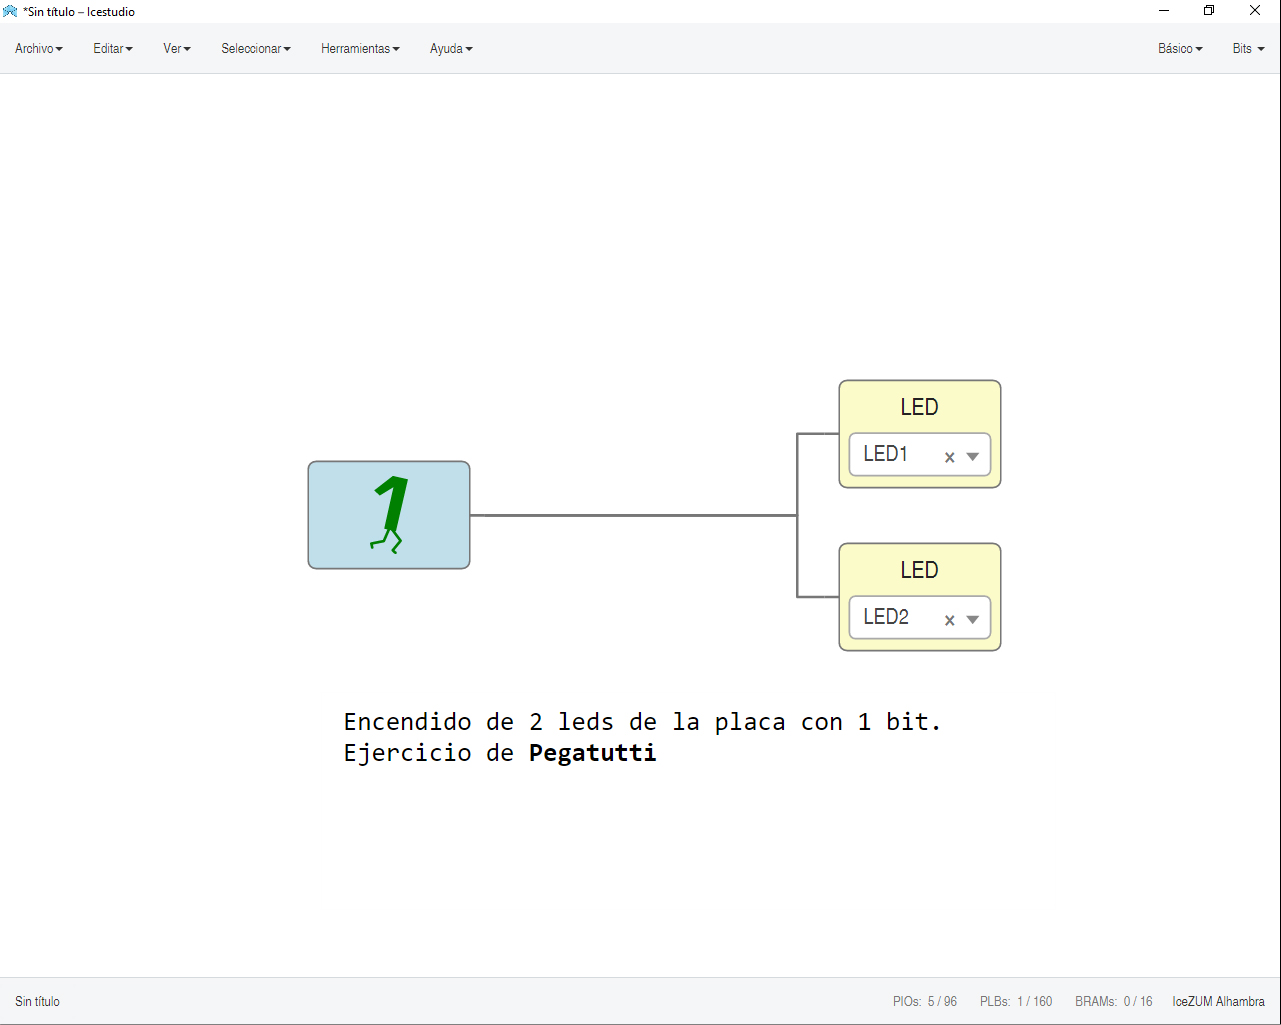 *Sin título – Icestudio
Archivo Editar Ver Seleccionar Herramientas Ayuda Básico Bits
LED
LED1 x
1
LED
LED2 x
Encendido de 2 leds de la placa con 1 bit.
Ejercicio de Pegatutti
Sin título PIOs: 5 / 96 PLBs: 1 / 160 BRAMs: 0 / 16 IceZUM Alhambra